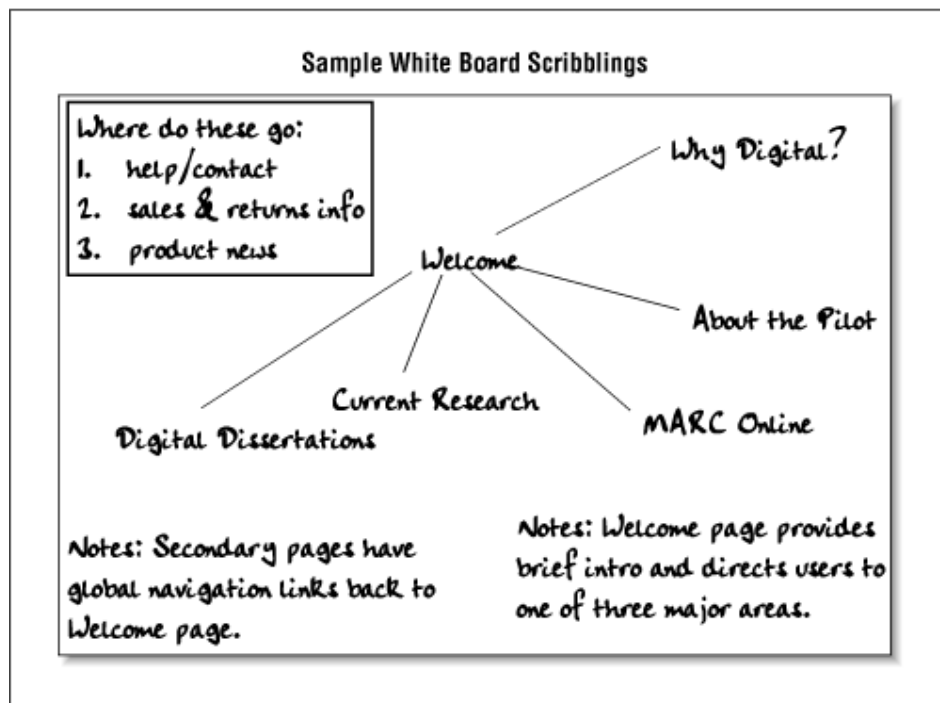 Sample White Board Scribblings
Where do these go:
1. help/contact
2. sales & returns info
3. product news
Why Digital?
Welcome
About the Pilot
Current Research
MARC Online
Digital Dissertations
Notes: Secondary pages have
global navigation links back to
Welcome page.
Notes: Welcome page provides
brief intro and directs users to
one of three major areas.